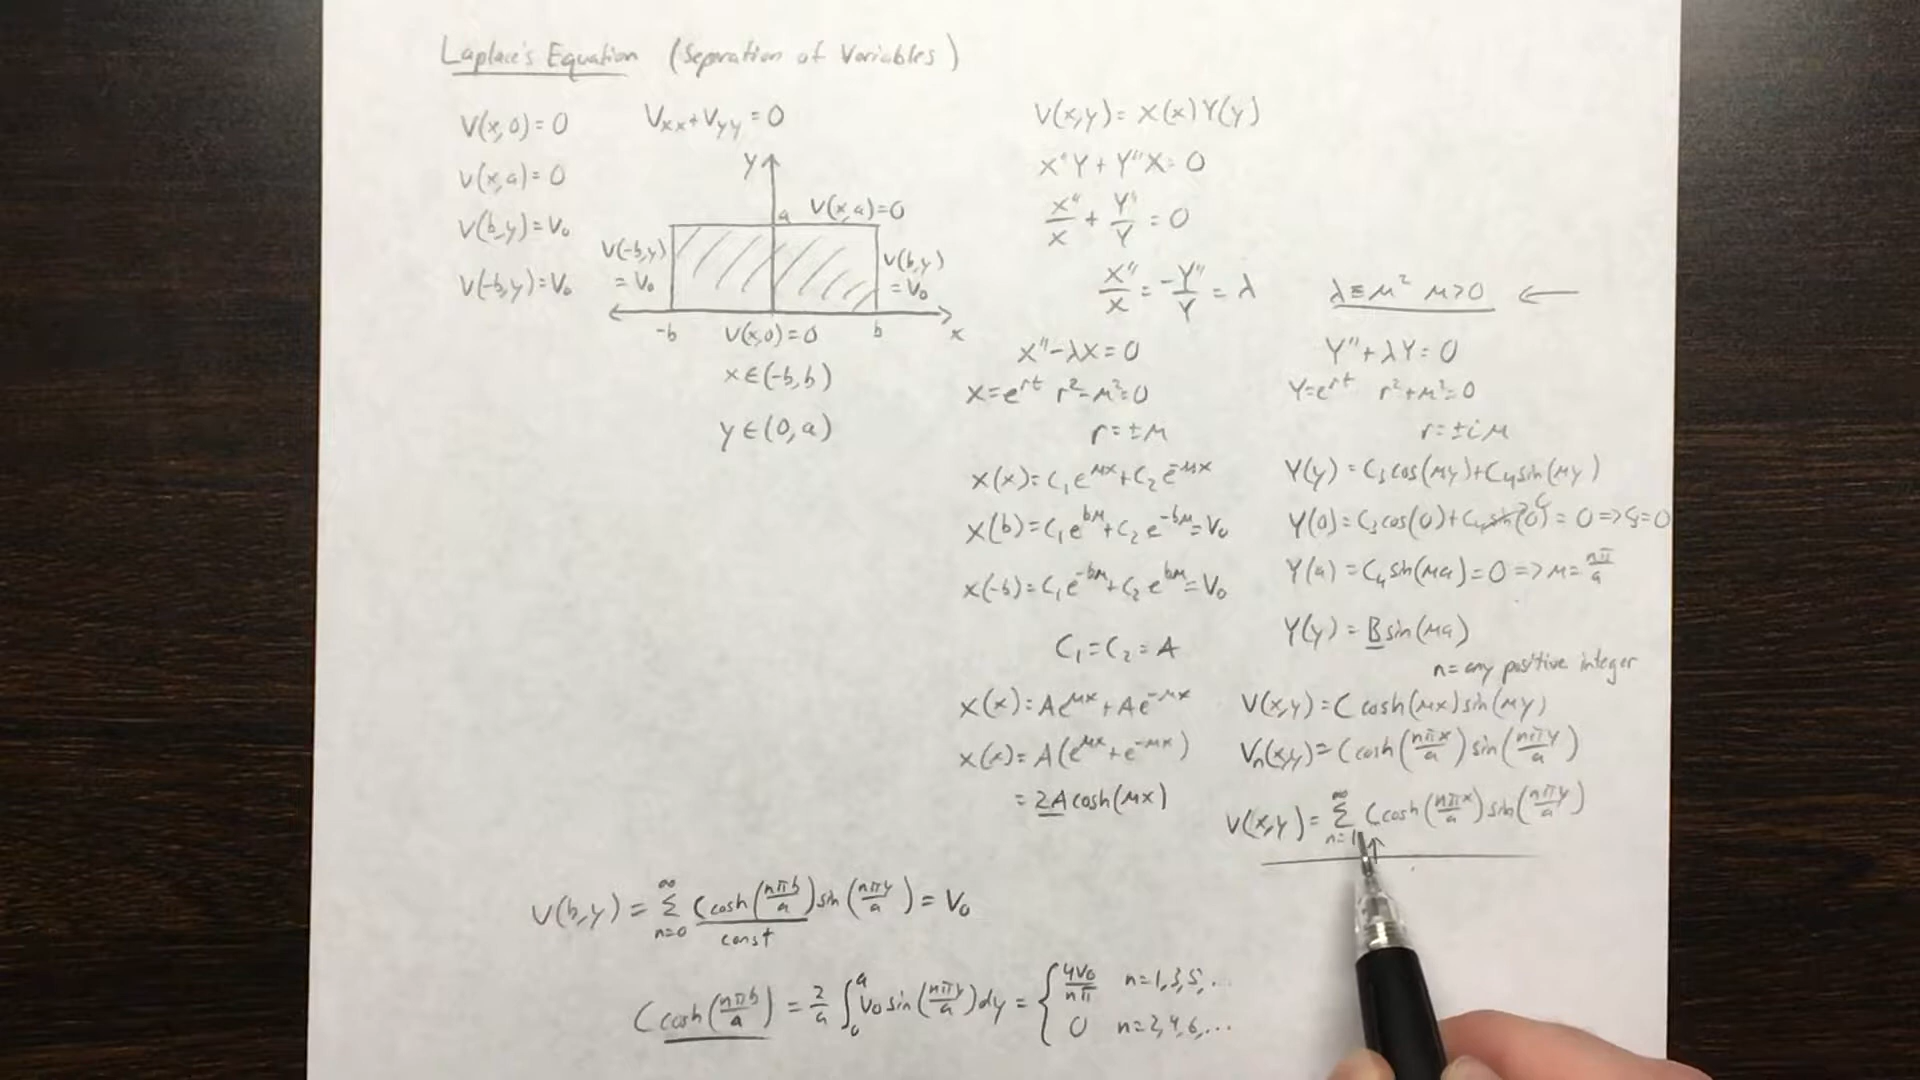 Laplace's Equation (Separation of Variables)
V(x,0)=0
V(x,a)=0
V(b,y)=V₀
V(-b,y)=V₀
Vxx+Vyy=0
y
a V(x,a)=0
V(-b,y)
=V₀
V(b,y)
=V₀
-b V(x,0)=0 b x
x∈(-b,b)
y∈(0,a)
V(x,y)=X(x)Y(y)
X"Y+Y"X=0
X"/X + Y"/Y = 0
X"/X = -Y"/Y = λ
λ≡μ² μ>0 ←
X"-λX=0
X=e^rt r²-μ²=0
r=±μ
X(x)=C₁e^μx+C₂e^-μx
X(b)=C₁e^bμ+C₂e^-bμ=V₀
X(-b)=C₁e^-bμ+C₂e^bμ=V₀
C₁=C₂=A
X(x)=Ae^μx+Ae^-μx
X(x)=A(e^μx+e^-μx)
=2Acosh(μx)
Y"+λY=0
Y=e^rt r²+μ²=0
r=±iμ
Y(y)=C₃cos(μy)+C₄sin(μy)
Y(0)=C₃cos(0)+C₄sin(0)=0=>C₃=0
Y(a)=C₄sin(μa)=0=>μ=nπ/a
Y(y)=Bsin(μa)
n=any positive integer
V(x,y)=C cosh(μx)sin(μy)
Vn(x,y)=C cosh(nπx/a)sin(nπy/a)
V(x,y)=Σ n=1 ∞ C cosh(nπx/a)sin(nπy/a)
V(b,y)=Σ n=0 ∞ C cosh(nπb/a)sin(nπy/a)=V₀
const
C cosh(nπb/a)=2/a ∫₀^a V₀ sin(nπy/a)dy={4V₀/nπ n=1,3,5,...
0 n=2,4,6,...